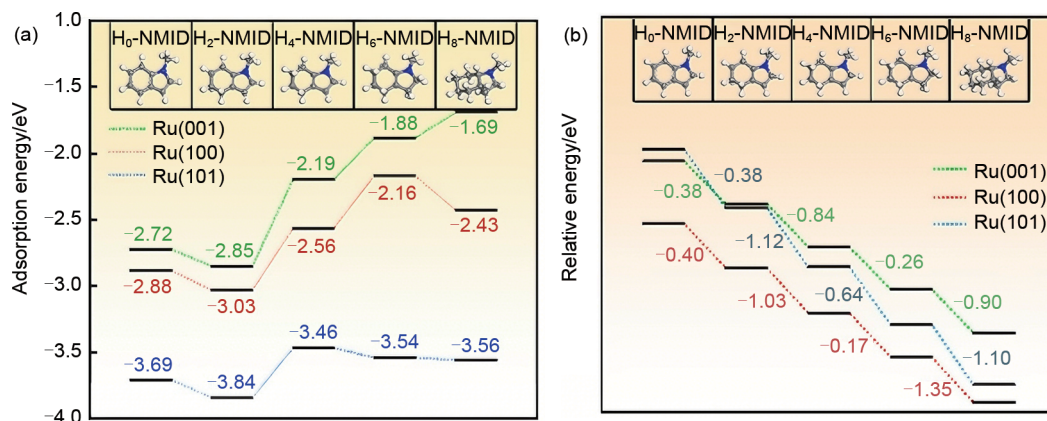 (a)
H₀-NMID H₂-NMID H₄-NMID H₆-NMID H₈-NMID
Adsorption energy/eV
1.0
−1.5
−2.0
−2.5
−3.0
−3.5
−4.0
Ru(001)
Ru(100)
Ru(101)
−2.72 −2.85 −2.19 −1.88 −1.69
−2.88 −3.03 −2.56 −2.16 −2.43
−3.69 −3.84 −3.46 −3.54 −3.56
(b)
H₀-NMID H₂-NMID H₄-NMID H₆-NMID H₈-NMID
Relative energy/eV
Ru(001)
Ru(100)
Ru(101)
−0.38 −0.84 −0.26 −0.90
−0.40 −1.03 −0.17 −1.35
−0.38 −1.12 −0.64 −1.10